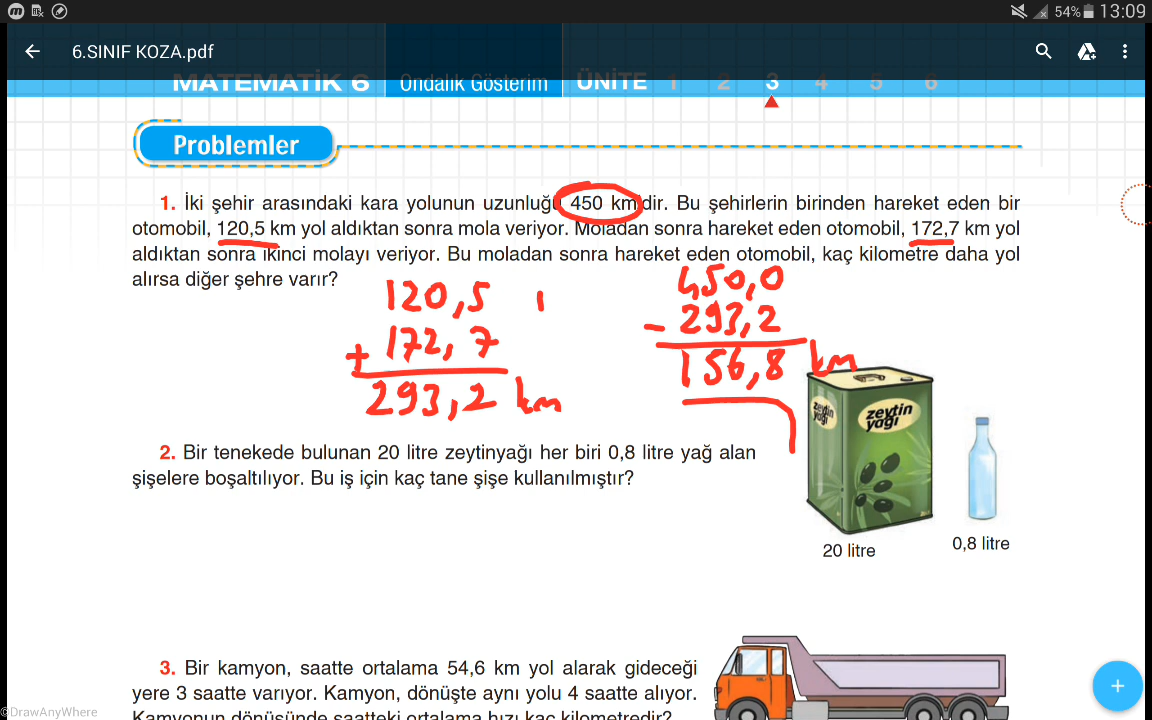 54% 13:09
6.SINIF KOZA.pdf
MATEMATİK 6 Ondalık Gösterim ÜNİTE 1 2 3 4 5 6
Problemler
1. İki şehir arasındaki kara yolunun uzunluğu 450 km'dir. Bu şehirlerin birinden hareket eden bir
otomobil, 120,5 km yol aldıktan sonra mola veriyor. Moladan sonra hareket eden otomobil, 172,7 km yol
aldıktan sonra ikinci molayı veriyor. Bu moladan sonra hareket eden otomobil, kaç kilometre daha yol
alırsa diğer şehre varır?
120,5
+ 172,7
293,2 km
450,0
- 293,2
156,8 km
2. Bir tenekede bulunan 20 litre zeytinyağı her biri 0,8 litre yağ alan
şişelere boşaltılıyor. Bu iş için kaç tane şişe kullanılmıştır?
zeytin
yağı
zeytin
yağı
20 litre
0,8 litre
3. Bir kamyon, saatte ortalama 54,6 km yol alarak gideceği
yere 3 saatte varıyor. Kamyon, dönüşte aynı yolu 4 saatte alıyor.
Kamyonun dönüşünde saatteki ortalama hızı kaç kilometredir?
©DrawAnyWhere